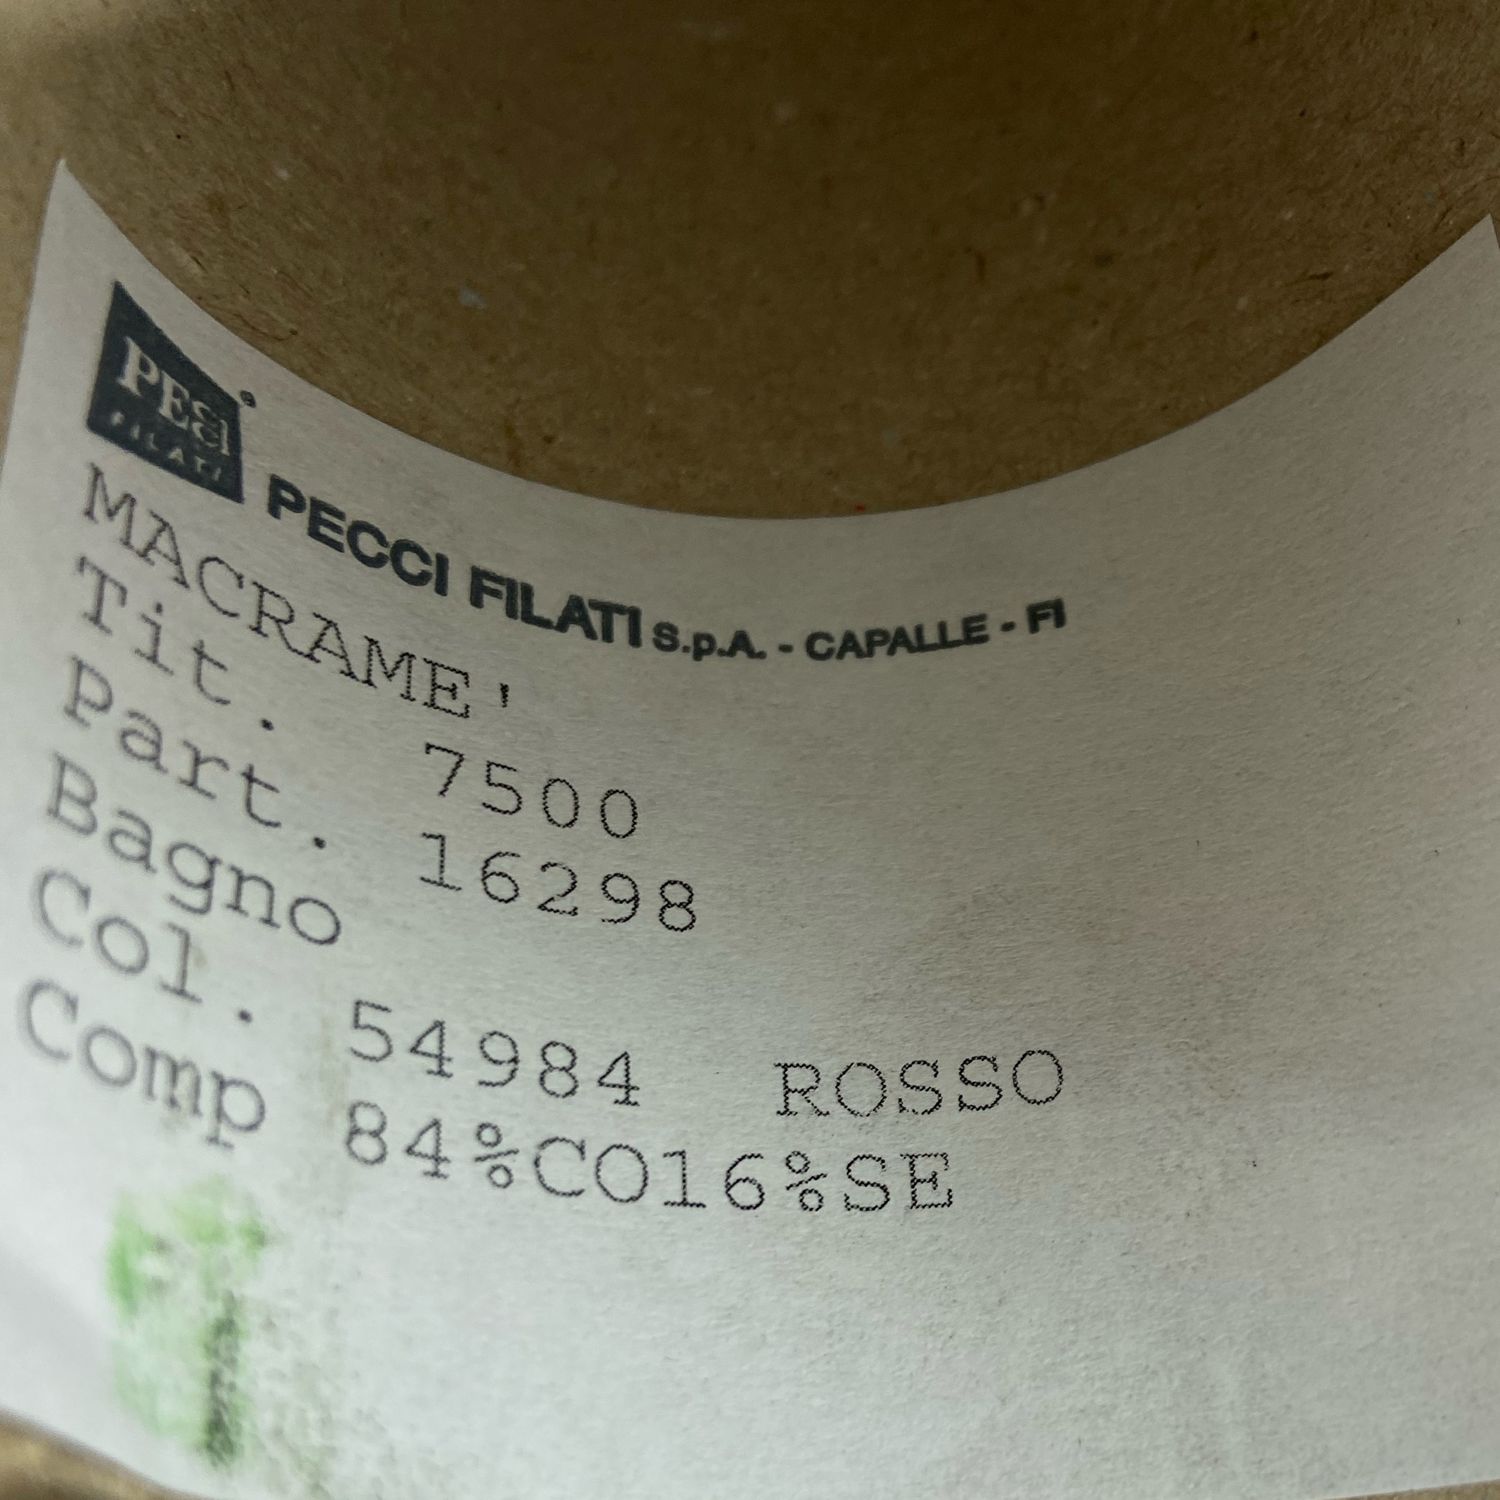 PECCI
FILATI
PECCI FILATI S.p.A. - CAPALLE - FI
MACRAME'
Tit. 7500
Part. 16298
Bagno
Col. 54984 ROSSO
Comp 84%CO16%SE